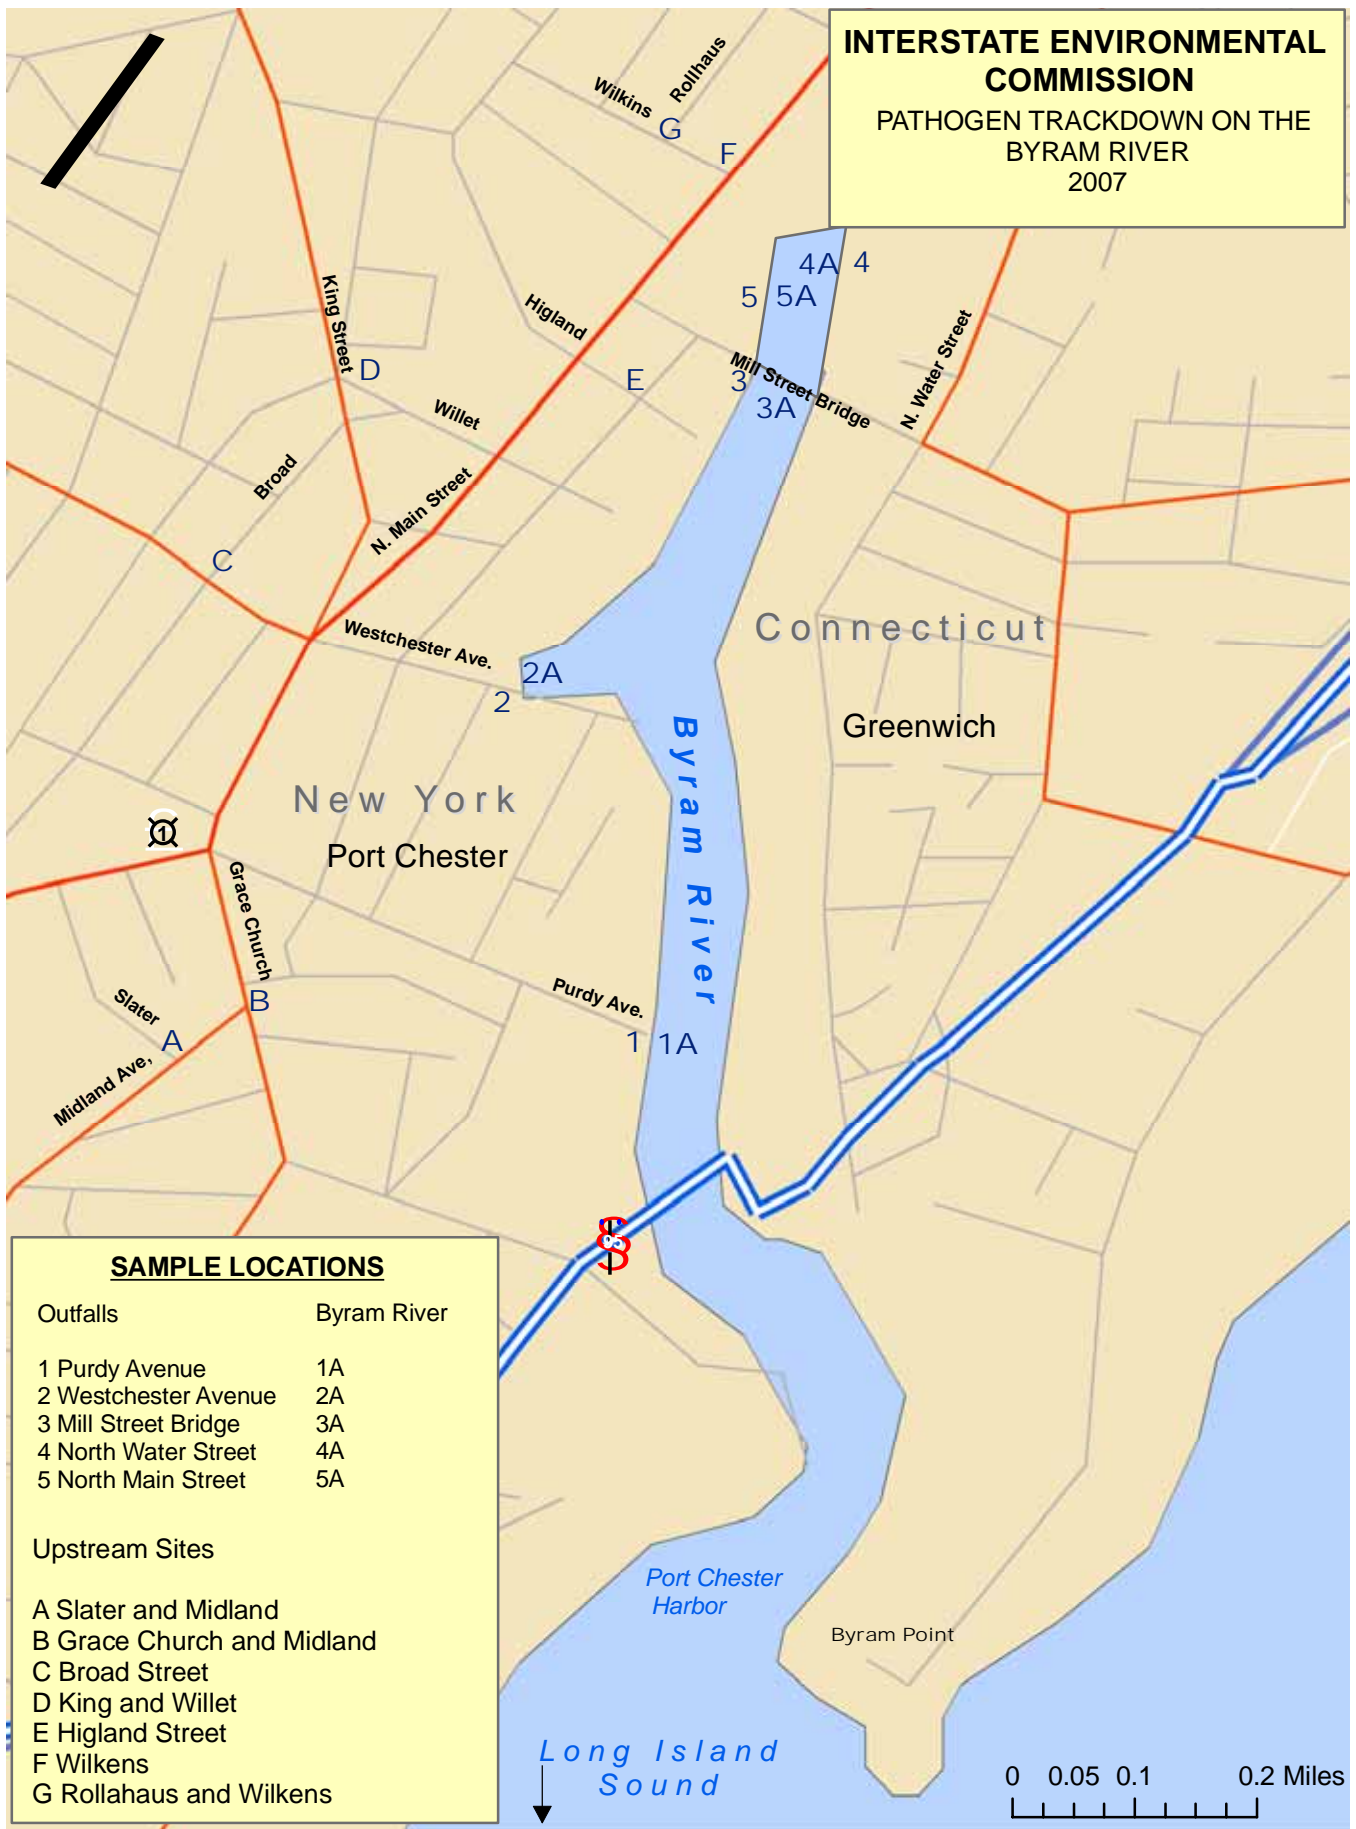 INTERSTATE ENVIRONMENTAL
COMMISSION
PATHOGEN TRACKDOWN ON THE
BYRAM RIVER
2007
Rollhaus
Wilkins
G
F
4A
4
5
5A
King Street
Higland
N. Water Street
Mill Street Bridge
D
E
3
3A
Willet
Broad
N. Main Street
C
Connecticut
Westchester Ave.
2A
2
Greenwich
Byram River
New York
Port Chester
1
Grace Church
Slater
B
Purdy Ave.
A
1
1A
Midland Ave,
95
SAMPLE LOCATIONS
Outfalls Byram River
1 Purdy Avenue 1A
2 Westchester Avenue 2A
3 Mill Street Bridge 3A
4 North Water Street 4A
5 North Main Street 5A
Upstream Sites
A Slater and Midland
B Grace Church and Midland
C Broad Street
D King and Willet
E Higland Street
F Wilkens
G Rollahaus and Wilkens
Port Chester
Harbor
Byram Point
Long Island
Sound
0 0.05 0.1 0.2 Miles